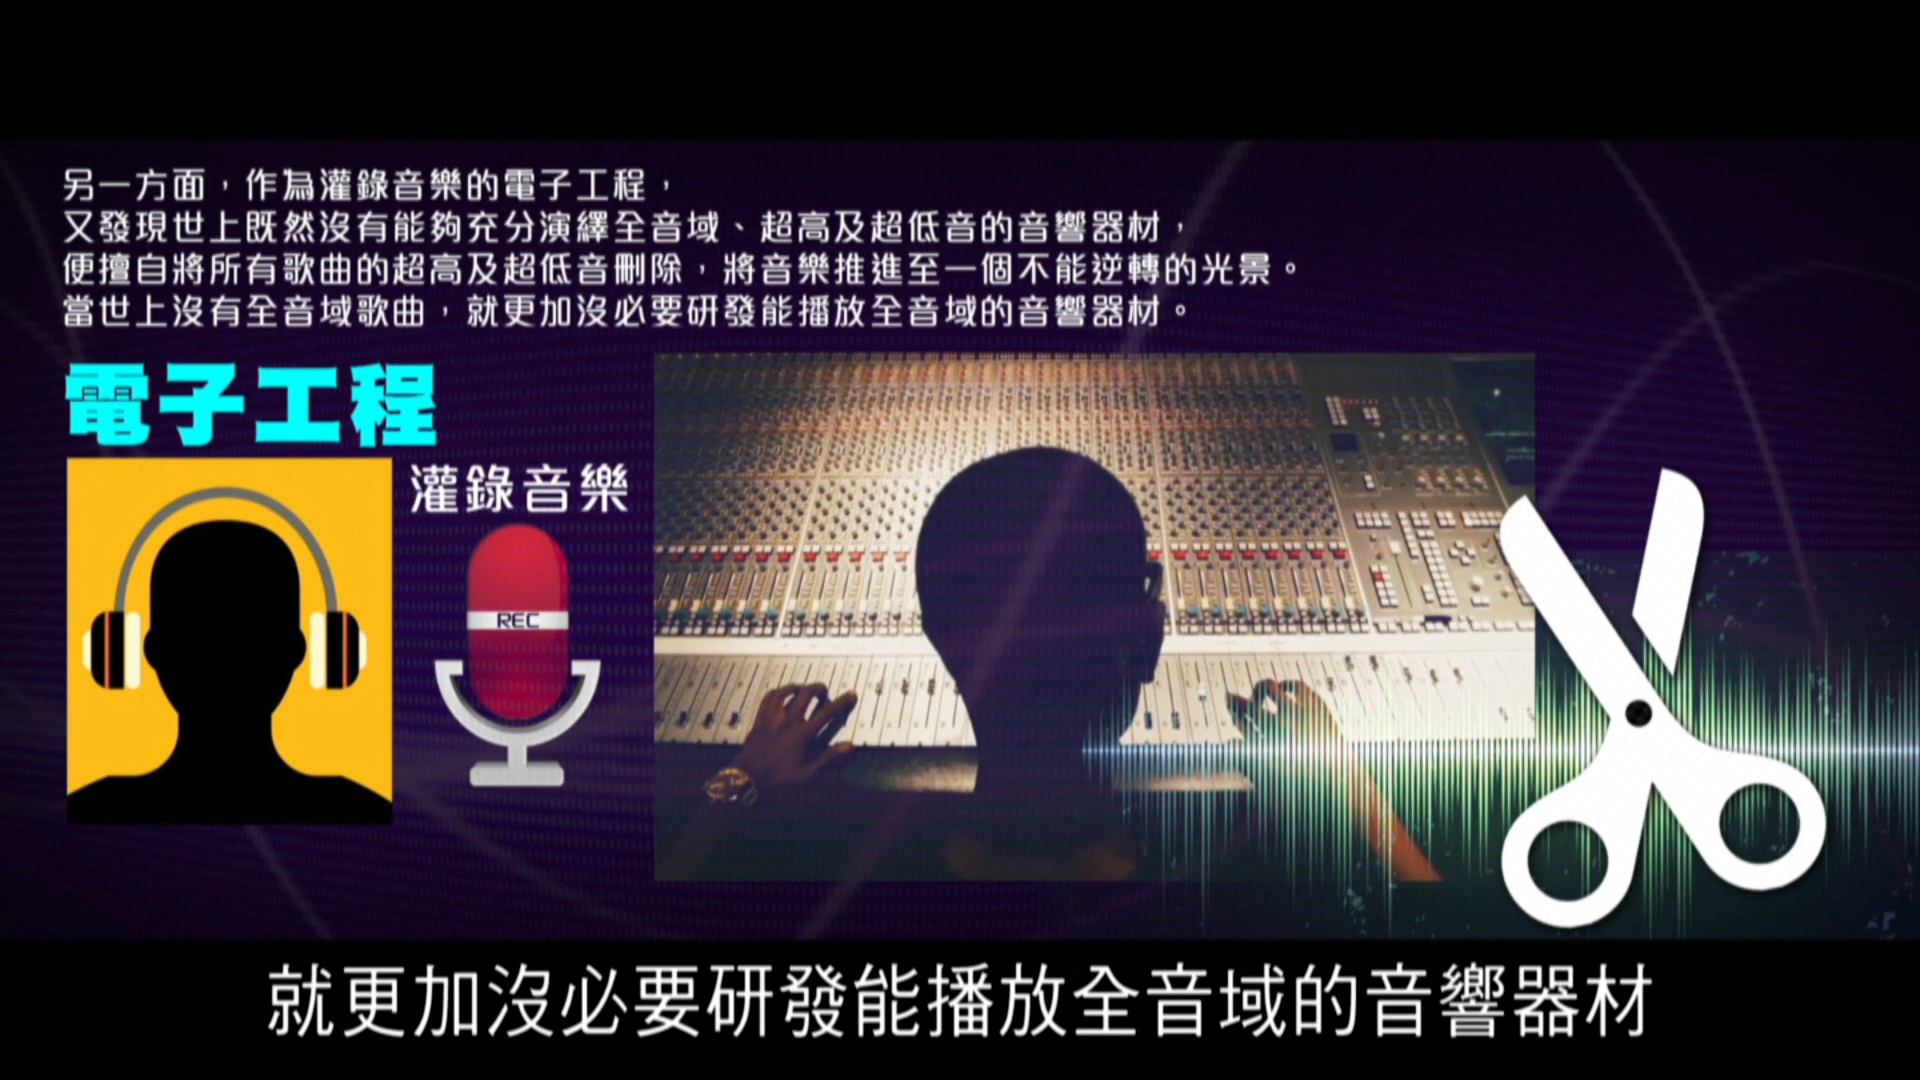 另一方面，作為灌錄音樂的電子工程，
又發現世上既然沒有能夠充分演繹全音域、超高及超低音的音響器材，
便擅自將所有歌曲的超高及超低音刪除，將音樂推進至一個不能逆轉的光景。
當世上沒有全音域歌曲，就更加沒必要研發能播放全音域的音響器材。
電子工程
灌錄音樂
REC
就更加沒必要研發能播放全音域的音響器材